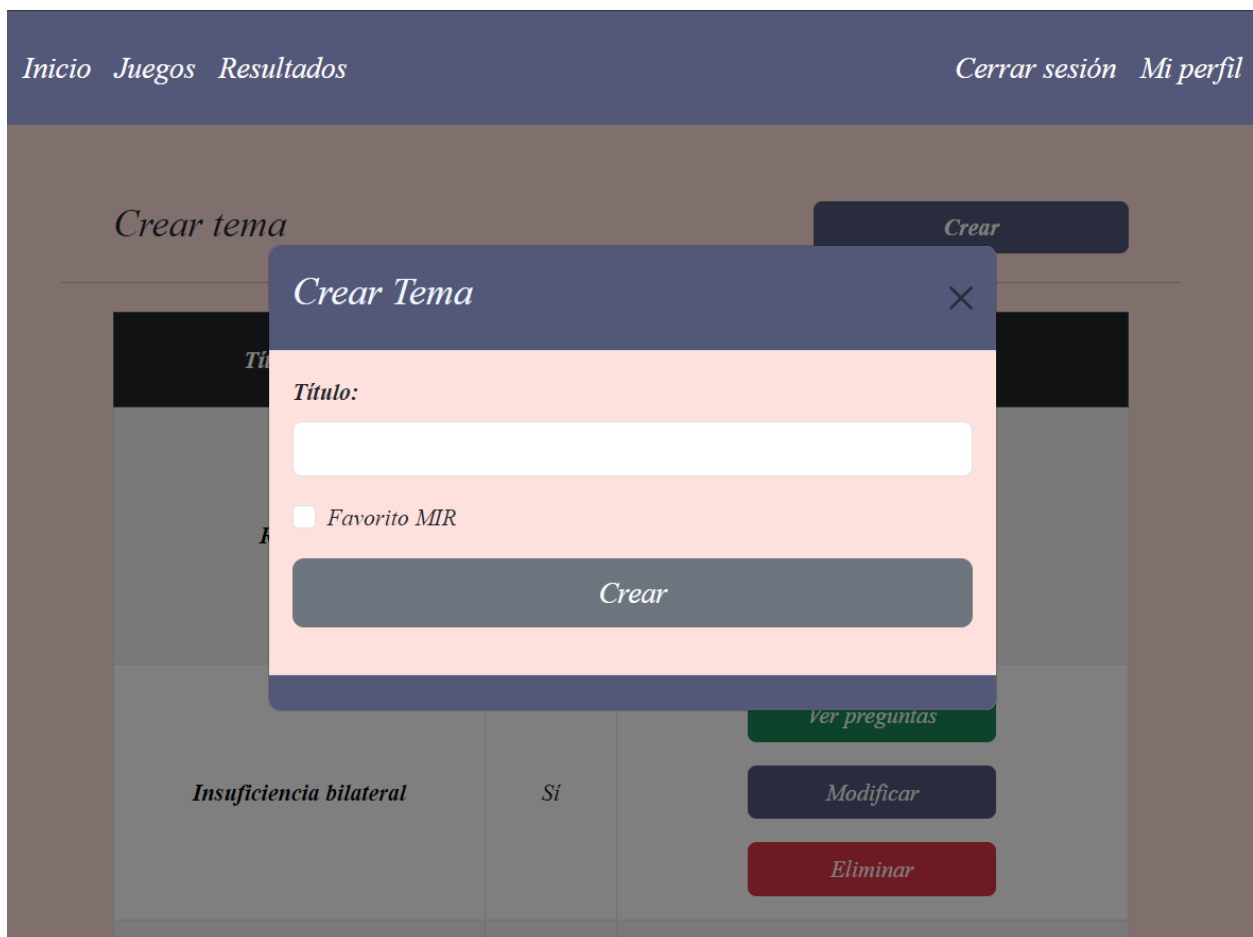 Inicio Juegos Resultados Cerrar sesión Mi perfil
Crear tema Crear
Crear Tema
Título:
Favorito MIR
Crear
Ver preguntas
Insuficiencia bilateral Sí Modificar
Eliminar